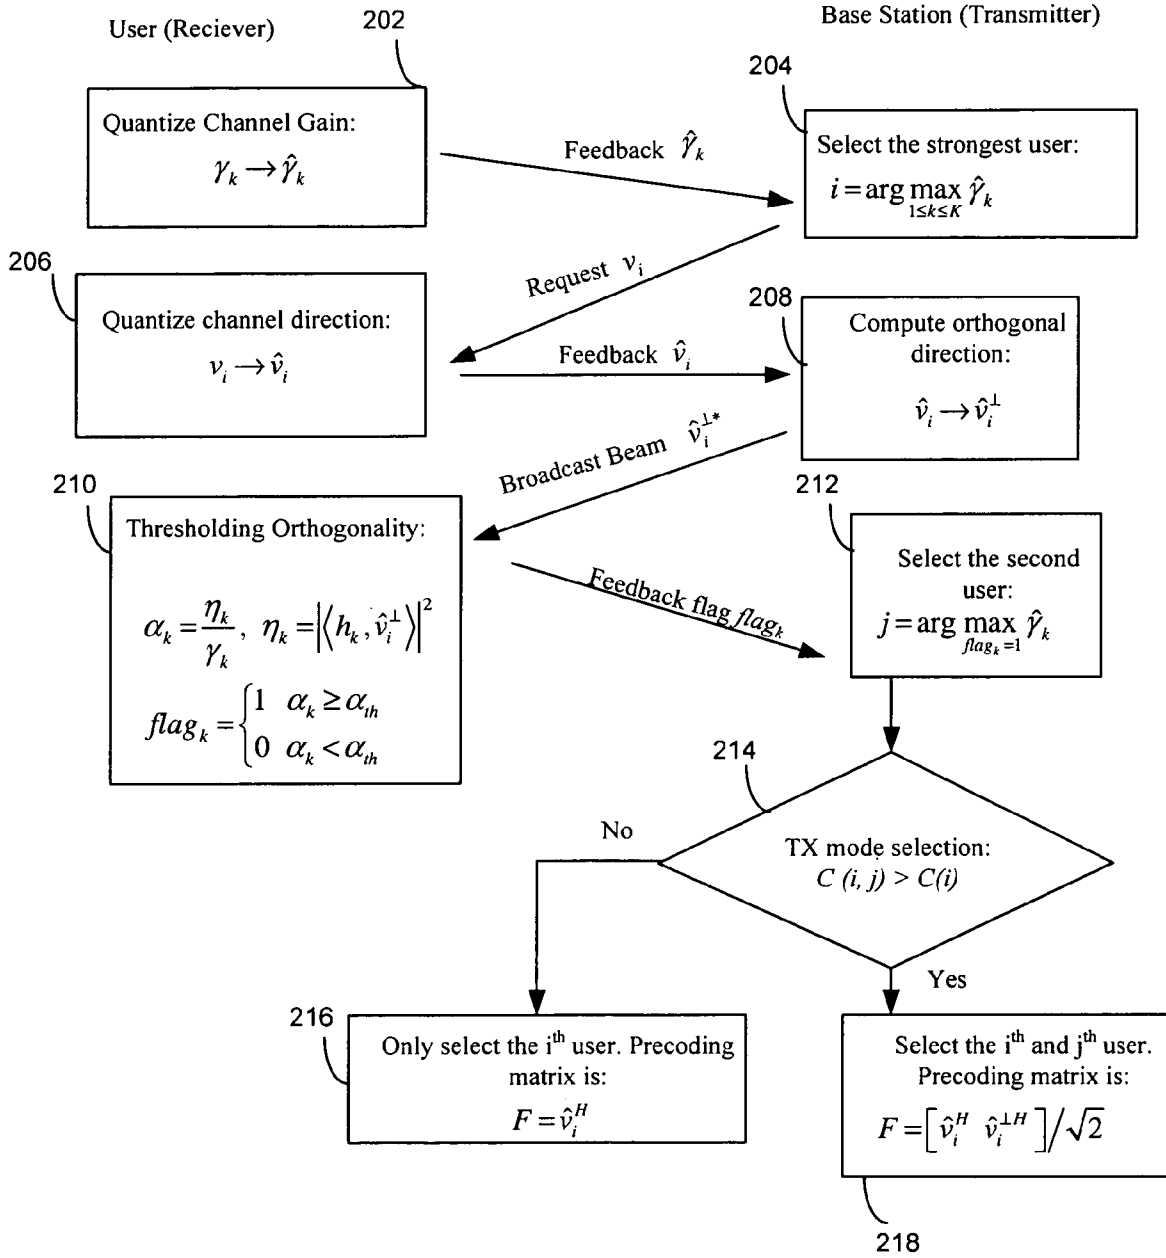 User (Reciever)
202
Base Station (Transmitter)
204
Quantize Channel Gain:
γ_k → γ̂_k
Feedback γ̂_k
Select the strongest user:
i = arg max γ̂_k
1≤k≤K
206
Request v_i
Quantize channel direction:
v_i → v̂_i
Feedback v̂_i
208
Compute orthogonal
direction:
v̂_i → v̂_i^⊥
Broadcast Beam v̂_i^⊥*
210
Thresholding Orthogonality:
α_k = η_k / γ_k , η_k = |⟨h_k, v̂_i^⊥⟩|^2
flag_k = { 1 α_k ≥ α_th
0 α_k < α_th
Feedback flag flag_k
212
Select the second
user:
j = arg max γ̂_k
flag_k=1
214
TX mode selection:
C (i, j) > C(i)
No
Yes
216
Only select the i^th user. Precoding
matrix is:
F = v̂_i^H
Select the i^th and j^th user.
Precoding matrix is:
F = [v̂_i^H v̂_i^⊥H]/√2
218